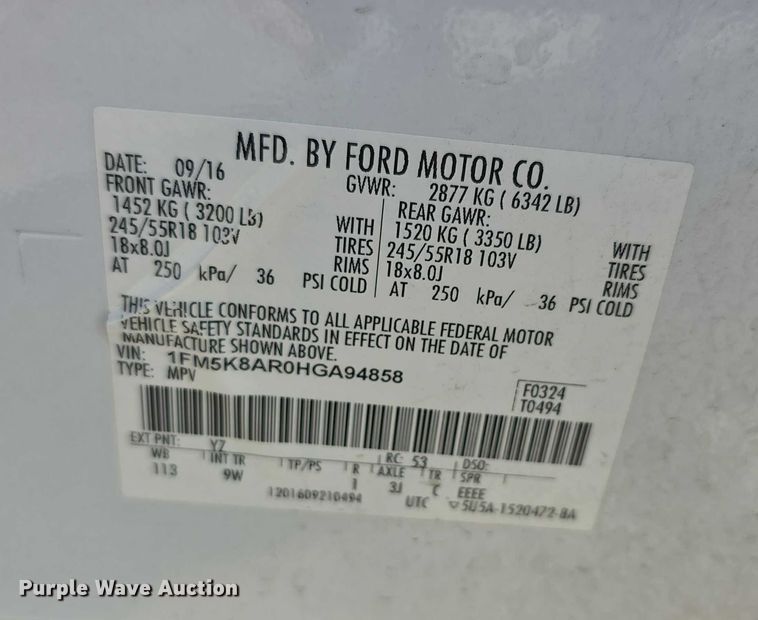 MFD. BY FORD MOTOR CO.
DATE: 09/16
GVWR: 2877 KG ( 6342 LB)
FRONT GAWR:
1452 KG ( 3200 LB)
245/55R18 103V
18x8.0J
AT 250 kPa/ 36
WITH
TIRES
RIMS
PSI COLD
REAR GAWR:
1520 KG ( 3350 LB)
245/55R18 103V
18x8.0J
AT 250 kPa/ 36
WITH
TIRES
RIMS
PSI COLD
THIS VEHICLE CONFORMS TO ALL APPLICABLE FEDERAL MOTOR
VEHICLE SAFETY STANDARDS IN EFFECT ON THE DATE OF
MANUFACTURE SHOWN ABOVE.
VIN: 1FM5K8AR0HGA94858
TYPE: MPV
F0324
T0494
EXT PNT: YZ RC: 53 DSO:
WB INT TR TP/PS R AXLE TR SPR
113 9W I 3J C EEEE
1201609210494 UTC ▽5U5A-1520472-BA
Purple Wave Auction